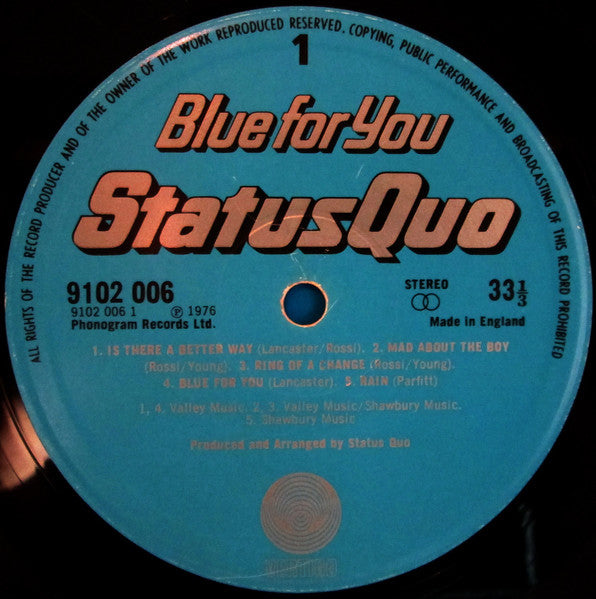 ALL RIGHTS OF THE RECORD PRODUCER AND OF THE OWNER OF THE WORK REPRODUCED RESERVED. COPYING, PUBLIC PERFORMANCE AND BROADCASTING OF THIS RECORD PROHIBITED
1
Blue for You
Status Quo
9102 006
9102 006 1 Ⓟ 1976
Phonogram Records Ltd.
STEREO 33⅓
Made in England
1. IS THERE A BETTER WAY (Lancaster/Rossi). 2. MAD ABOUT THE BOY
(Rossi/Young). 3. RING OF A CHANGE (Rossi/Young).
4. BLUE FOR YOU (Lancaster). 5. RAIN (Parfitt)
1, 4. Valley Music. 2, 3. Valley Music/Shawbury Music.
5. Shawbury Music
Produced and Arranged by Status Quo
VERTIGO